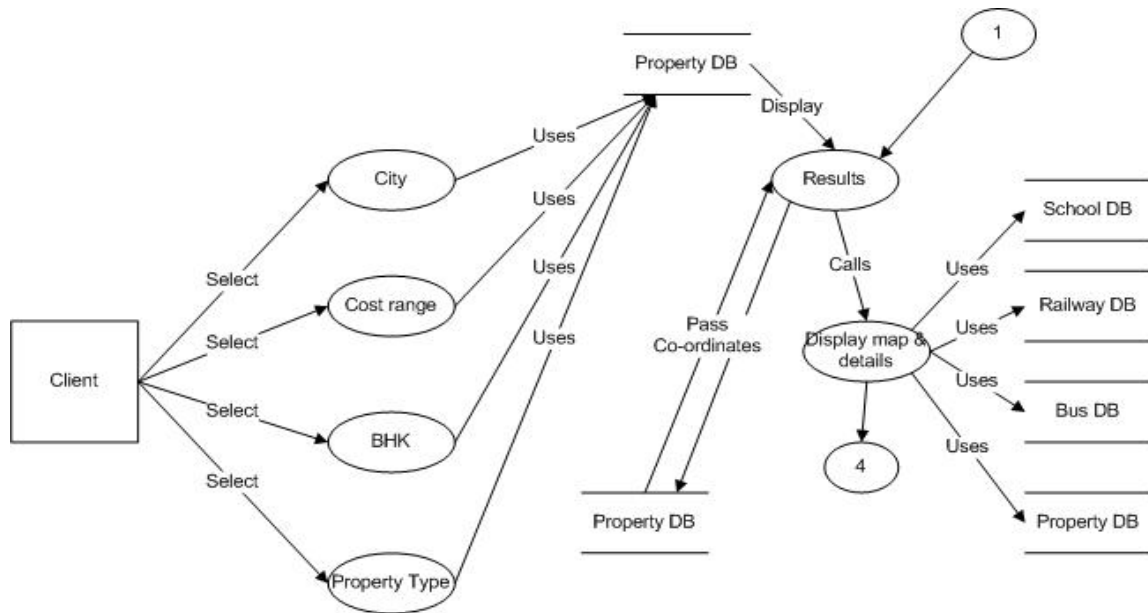 1
Property DB
Display
Uses
City
Results
School DB
Uses
Select
Calls
Uses
Cost range
Railway DB
Uses
Uses
Select
Pass
Co-ordinates
Uses
Display map &
details
Client
Uses
Select
Bus DB
BHK
Uses
Select
4
Property DB
Property DB
Property Type